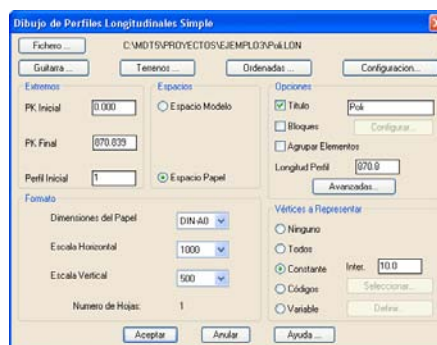 Dibujo de Perfiles Longitudinales Simple
Fichero ... C:\MDT5\PROYECTOS\EJEMPLO3\Poli.LON
Guitarra ... Terrenos ... Ordenadas ... Configuracion...
Extremos
PK Inicial 0.000
PK Final 870.839
Perfil Inicial 1
Espacios
Espacio Modelo
Espacio Papel
Opciones
Título Poli
Bloques Configurar...
Agrupar Elementos
Longitud Perfil 870.8
Avanzadas...
Formato
Dimensiones del Papel DIN-A0
Escala Horizontal 1000
Escala Vertical 500
Numero de Hojas: 1
Vértices a Representar
Ninguno
Todos
Constante Inter. 10.0
Códigos Seleccionar...
Variable Definir...
Aceptar Anular Ayuda ...